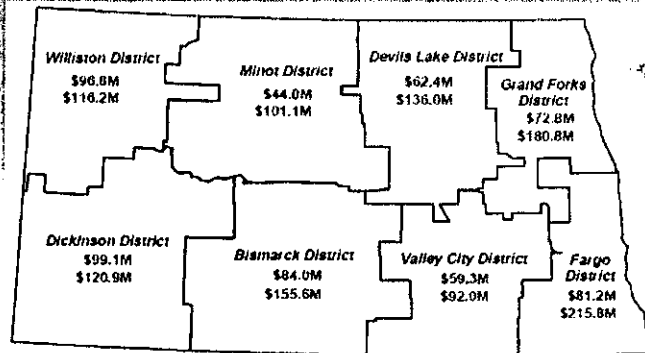 Williston District
$96.8M
$116.2M
Minot District
$44.0M
$101.1M
Devils Lake District
$62.4M
$136.0M
Grand Forks
District
$72.8M
$180.8M
Dickinson District
$99.1M
$120.9M
Bismarck District
$84.0M
$155.6M
Valley City District
$59.3M
$92.0M
Fargo
District
$81.2M
$215.8M